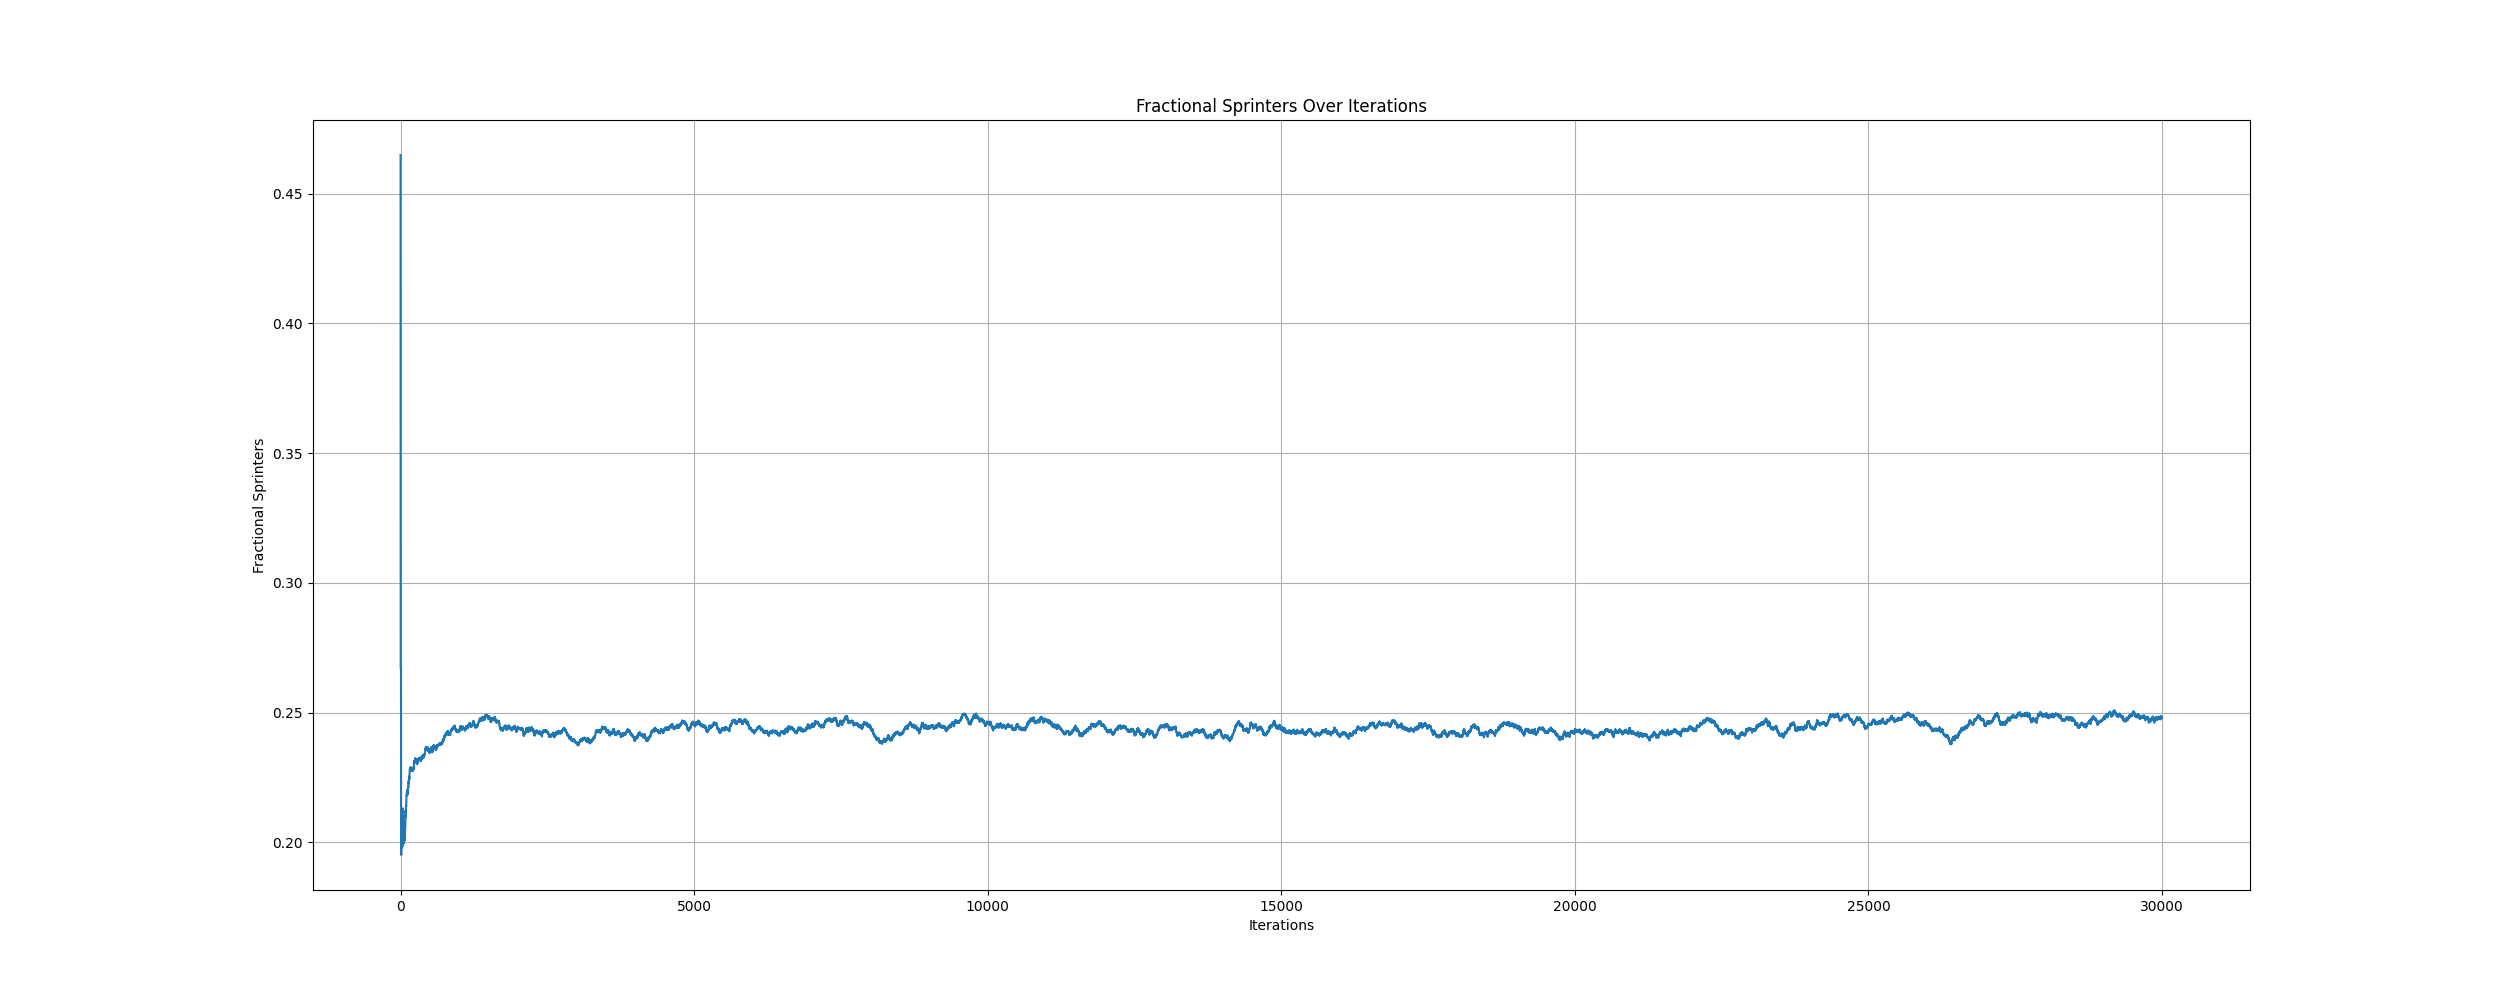 Fractional Sprinters Over Iterations
Fractional Sprinters
0.45
0.40
0.35
0.30
0.25
0.20
0 5000 10000 15000 20000 25000 30000
Iterations